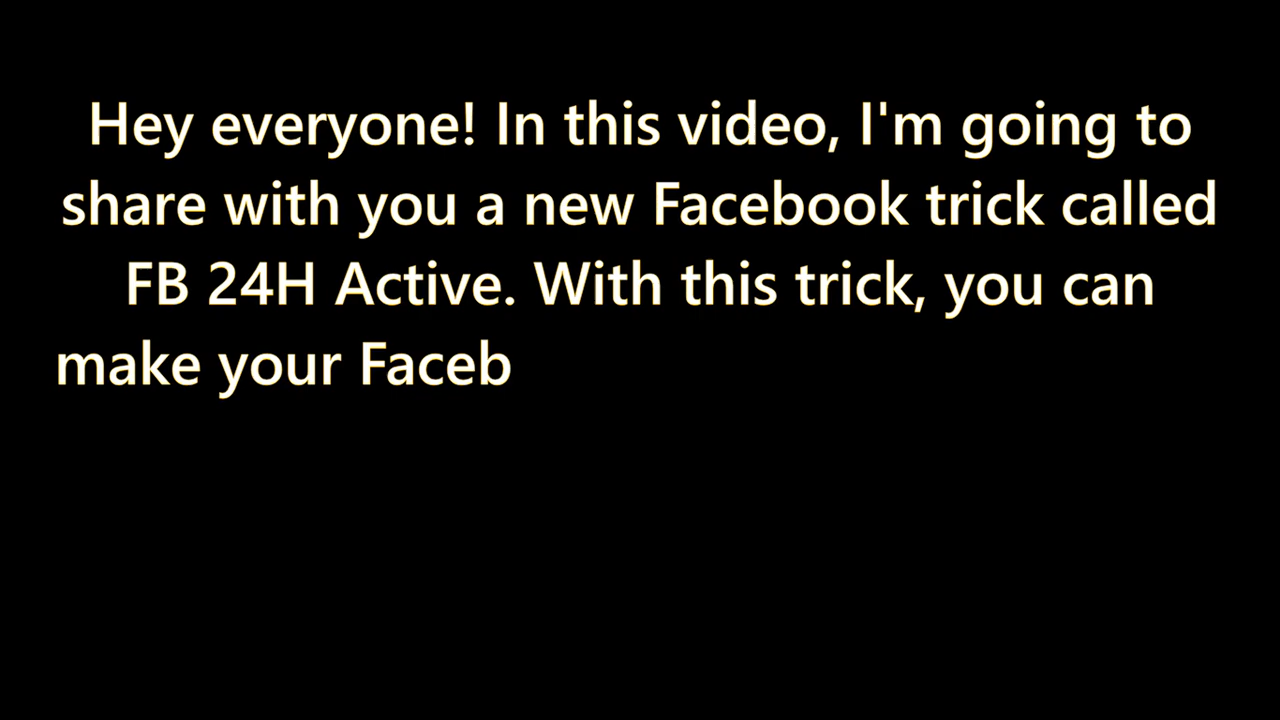 Hey everyone! In this video, I'm going to
share with you a new Facebook trick called
FB 24H Active. With this trick, you can
make your Faceb